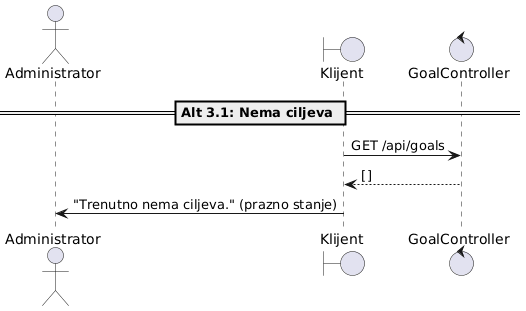 Administrator
Klijent
GoalController
Alt 3.1: Nema ciljeva
GET /api/goals
[]
"Trenutno nema ciljeva." (prazno stanje)
Administrator
Klijent
GoalController